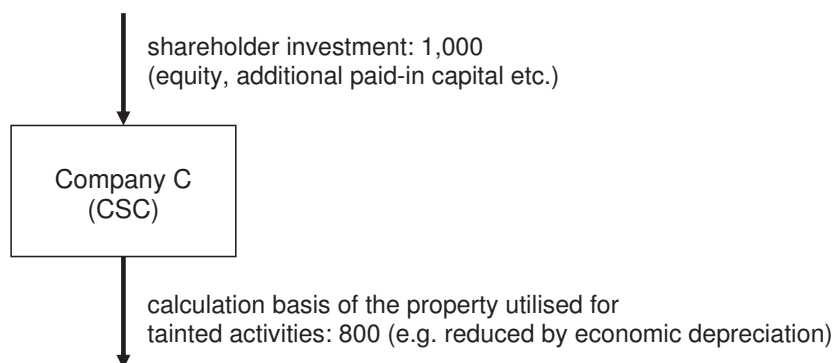 shareholder investment: 1,000
(equity, additional paid-in capital etc.)
Company C
(CSC)
calculation basis of the property utilised for
tainted activities: 800 (e.g. reduced by economic depreciation)